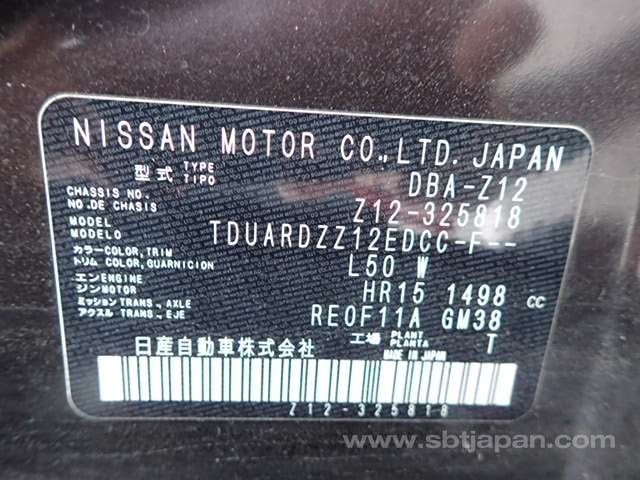 NISSAN MOTOR CO.,LTD. JAPAN
型式 TYPE TIPO DBA-Z12
CHASSIS NO. NO.DE CHASIS Z12-325818
MODEL MODELO TDUARDZZ12EDCC-F--
カラー トリム COLOR, TRIM COLOR, GUARNICION L50 W
エンジン ENGINE MOTOR HR15 1498 cc
ミッション アクスル TRANS., AXLE TRANS., EJE RE0F11A GM38
日産自動車株式会社 工場 PLANT PLANTA T
MADE IN JAPAN
Z12-325818
www.sbtjapan.com